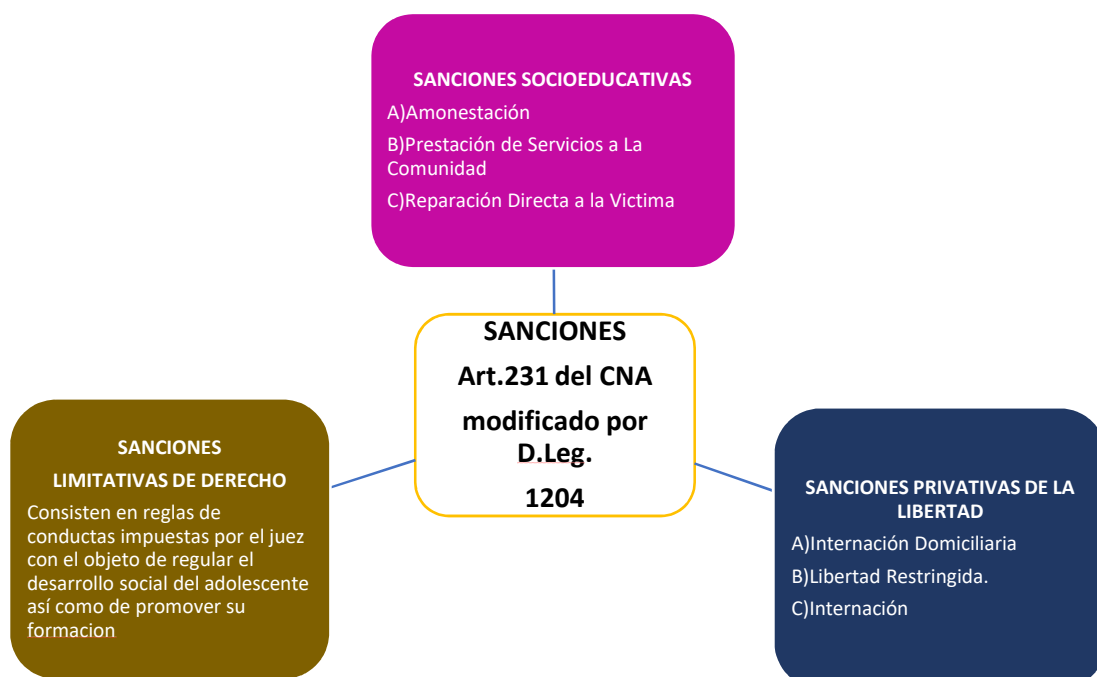 SANCIONES SOCIOEDUCATIVAS
A)Amonestación
B)Prestación de Servicios a La
Comunidad
C)Reparación Directa a la Victima
SANCIONES
Art.231 del CNA
modificado por
D.Leg.
1204
SANCIONES
LIMITATIVAS DE DERECHO
Consisten en reglas de
conductas impuestas por el juez
con el objeto de regular el
desarrollo social del adolescente
así como de promover su
formacion
SANCIONES PRIVATIVAS DE LA
LIBERTAD
A)Internación Domiciliaria
B)Libertad Restringida.
C)Internación